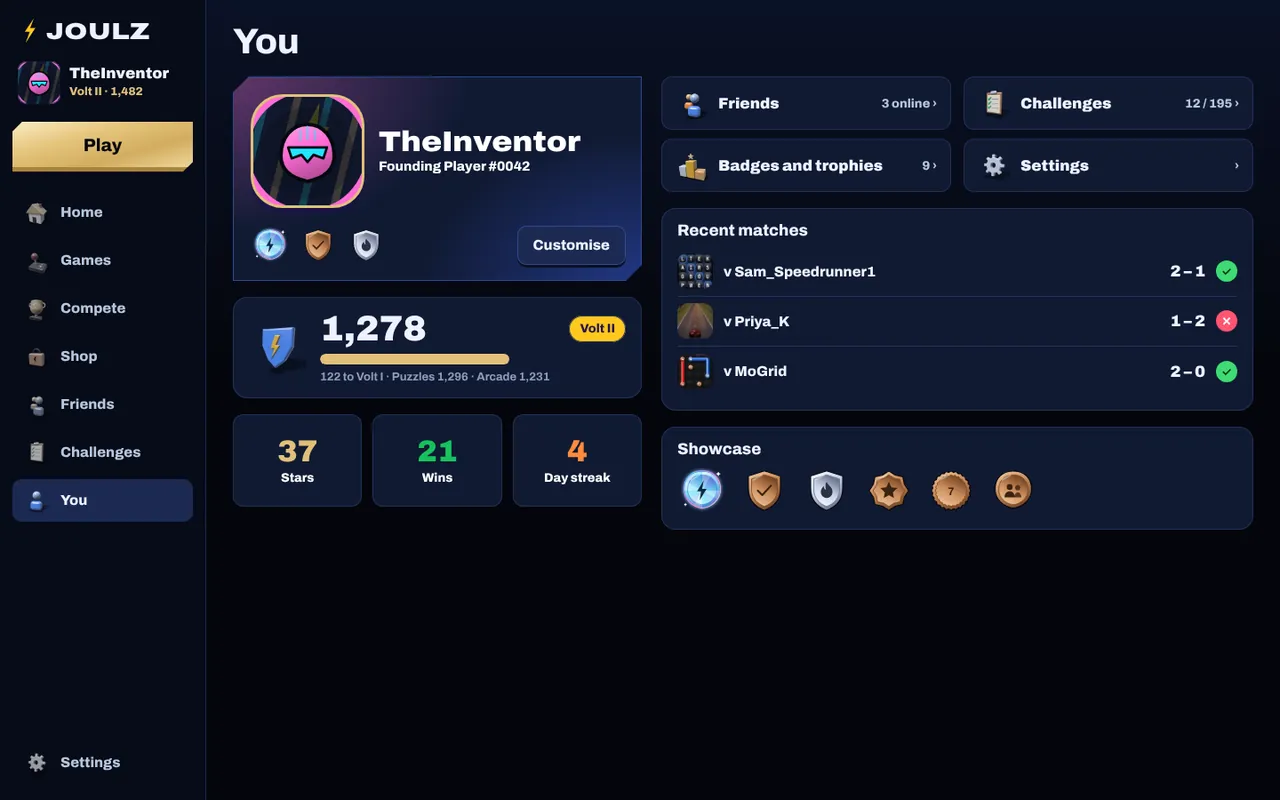 JOULZ
TheInventor
Volt II · 1,482
Play
Home
Games
Compete
Shop
Friends
Challenges
You
Settings
You
TheInventor
Founding Player #0042
Customise
1,278
Volt II
122 to Volt I · Puzzles 1,296 · Arcade 1,231
37
Stars
21
Wins
4
Day streak
Friends
3 online ›
Challenges
12 / 195 ›
Badges and trophies
9 ›
Settings
›
Recent matches
v Sam_Speedrunner1
2 – 1
v Priya_K
1 – 2
v MoGrid
2 – 0
Showcase
7